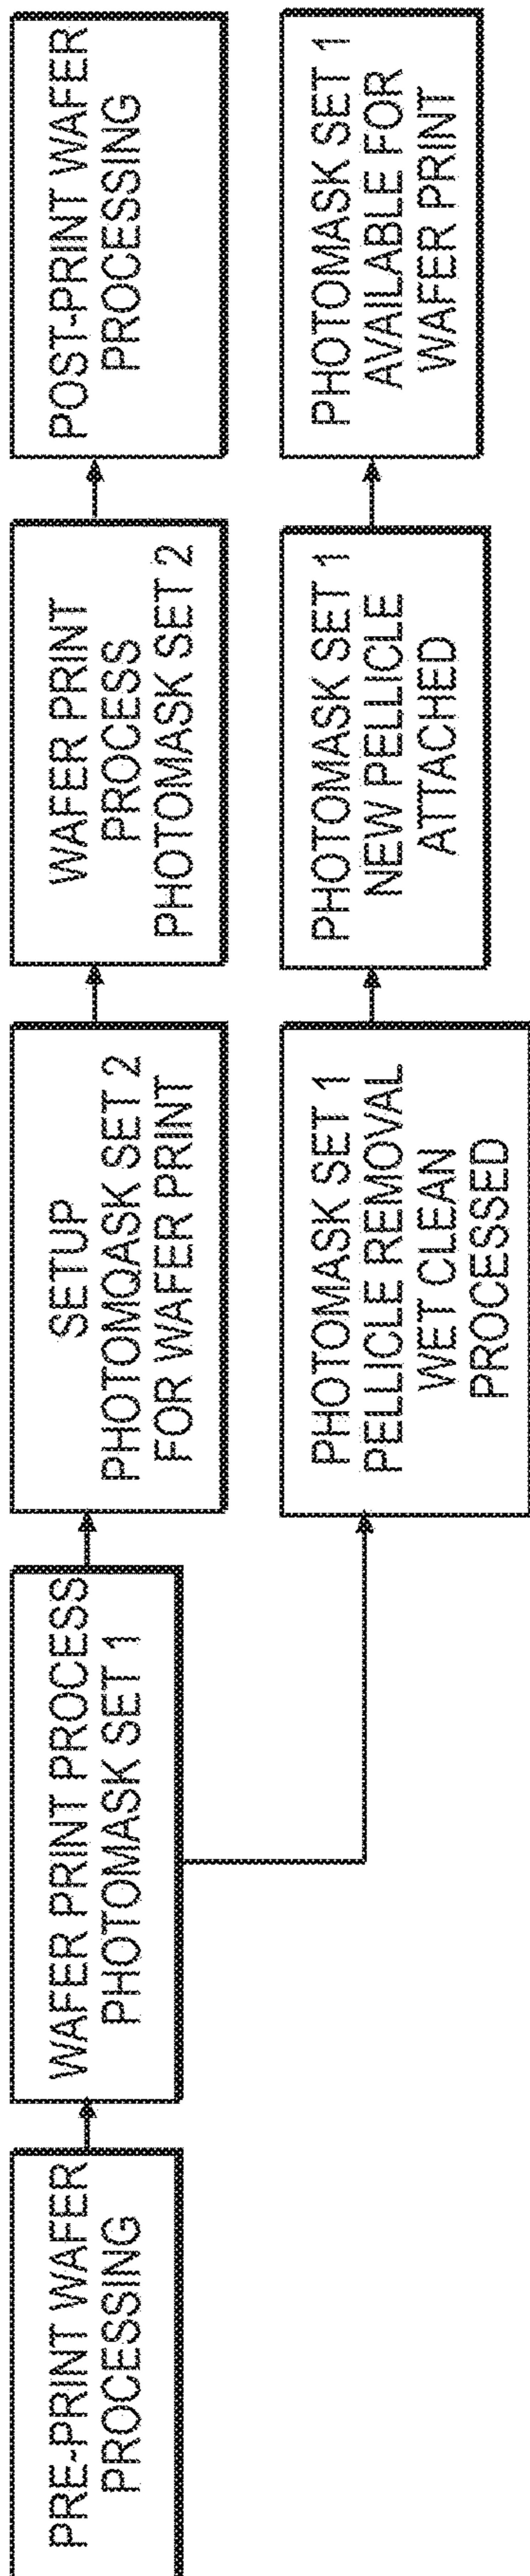 PRE-PRINT WAFER
PROCESSING
WAFER PRINT PROCESS
PHOTOMASK SET 1
SETUP
PHOTOMQASK SET 2
FOR WAFER PRINT
WAFER PRINT
PROCESS
PHOTOMASK SET 2
POST-PRINT WAFER
PROCESSING
PHOTOMASK SET 1
PELLICLE REMOVAL
WET CLEAN
PROCESSED
PHOTOMASK SET 1
NEW PELLICLE
ATTACHED
PHOTOMASK SET 1
AVAILABLE FOR
WAFER PRINT